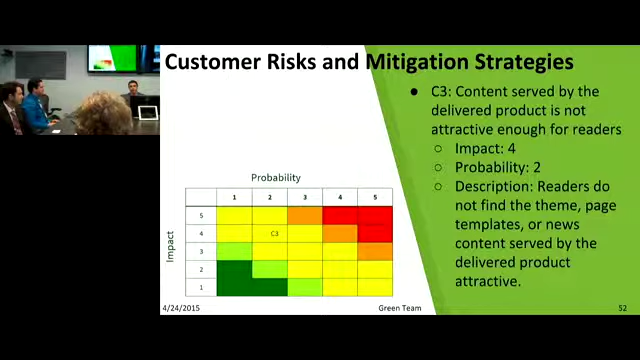 Customer Risks and Mitigation Strategies
● C3: Content served by the
delivered product is not
attractive enough for readers
○ Impact: 4
○ Probability: 2
○ Description: Readers do
not find the theme, page
templates, or news
content served by the
delivered product
attractive.
Probability
1 2 3 4 5
Impact
5
4 C3
3
2
1
4/24/2015
Green Team
52